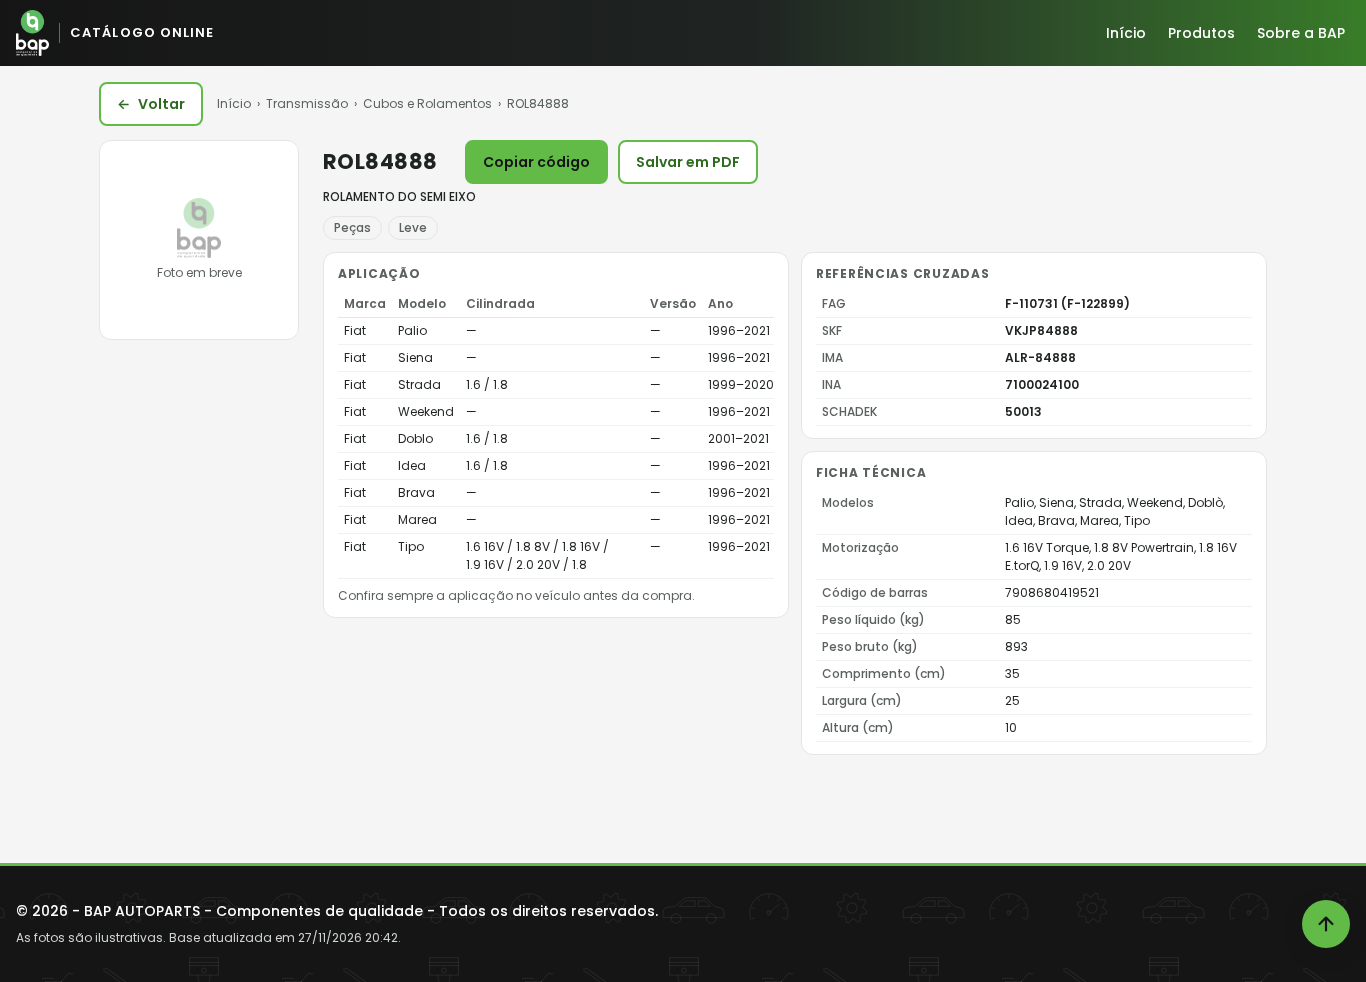 bap
CATÁLOGO ONLINE
Início
Produtos
Sobre a BAP
← Voltar
Início › Transmissão › Cubos e Rolamentos › ROL84888
bap
Foto em breve
ROL84888
Copiar código
Salvar em PDF
ROLAMENTO DO SEMI EIXO
Peças
Leve
APLICAÇÃO
Marca Modelo Cilindrada Versão Ano
Fiat Palio — — 1996–2021
Fiat Siena — — 1996–2021
Fiat Strada 1.6 / 1.8 — 1999–2020
Fiat Weekend — — 1996–2021
Fiat Doblo 1.6 / 1.8 — 2001–2021
Fiat Idea 1.6 / 1.8 — 1996–2021
Fiat Brava — — 1996–2021
Fiat Marea — — 1996–2021
Fiat Tipo 1.6 16V / 1.8 8V / 1.8 16V / — 1996–2021
1.9 16V / 2.0 20V / 1.8
Confira sempre a aplicação no veículo antes da compra.
REFERÊNCIAS CRUZADAS
FAG F-110731 (F-122899)
SKF VKJP84888
IMA ALR-84888
INA 7100024100
SCHADEK 50013
FICHA TÉCNICA
Modelos Palio, Siena, Strada, Weekend, Doblò,
Idea, Brava, Marea, Tipo
Motorização 1.6 16V Torque, 1.8 8V Powertrain, 1.8 16V
E.torQ, 1.9 16V, 2.0 20V
Código de barras 7908680419521
Peso líquido (kg) 85
Peso bruto (kg) 893
Comprimento (cm) 35
Largura (cm) 25
Altura (cm) 10
© 2026 - BAP AUTOPARTS - Componentes de qualidade - Todos os direitos reservados.
As fotos são ilustrativas. Base atualizada em 27/11/2026 20:42.